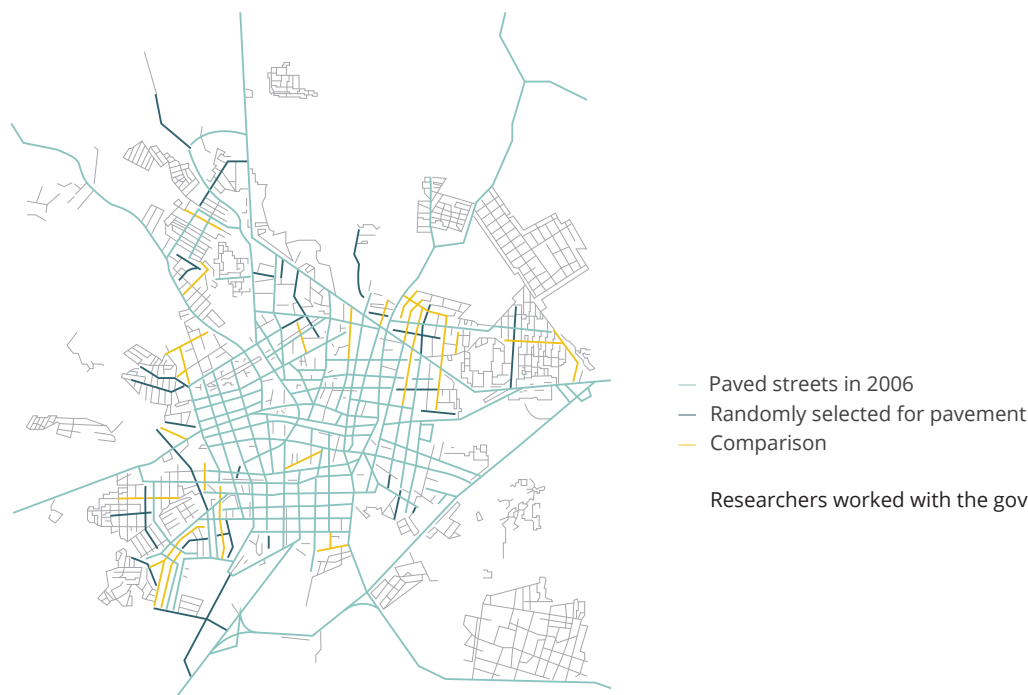 Paved streets in 2006
Randomly selected for pavement
Comparison
Researchers worked with the gov